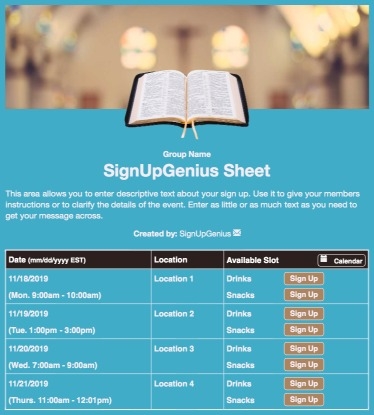 Group Name
SignUpGenius Sheet
This area allows you to enter descriptive text about your sign up. Use it to give your members
instructions or to clarify the details of the event. Enter as little or as much text as you need to
get your message across.
Created by: SignUpGenius
Date (mm/dd/yyyy EST) Location Available Slot Calendar
11/18/2019 Location 1 Drinks Sign Up
(Mon. 9:00am - 10:00am) Snacks Sign Up
11/19/2019 Location 2 Drinks Sign Up
(Tue. 1:00pm - 3:00pm) Snacks Sign Up
11/20/2019 Location 3 Drinks Sign Up
(Wed. 7:00am - 9:00am) Snacks Sign Up
11/21/2019 Location 4 Drinks Sign Up
(Thurs. 11:00am - 12:01pm) Snacks Sign Up